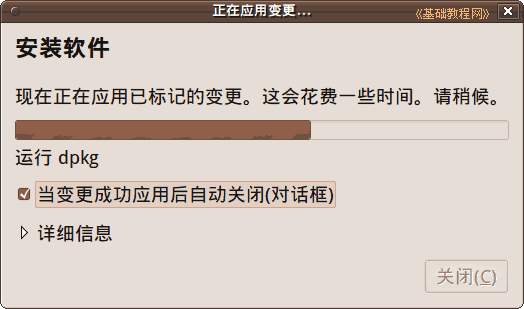 正在应用变更...
《基础教程网》
安装软件
现在正在应用已标记的变更。这会花费一些时间。请稍候。
运行 dpkg
当变更成功应用后自动关闭(对话框)
详细信息
关闭(C)